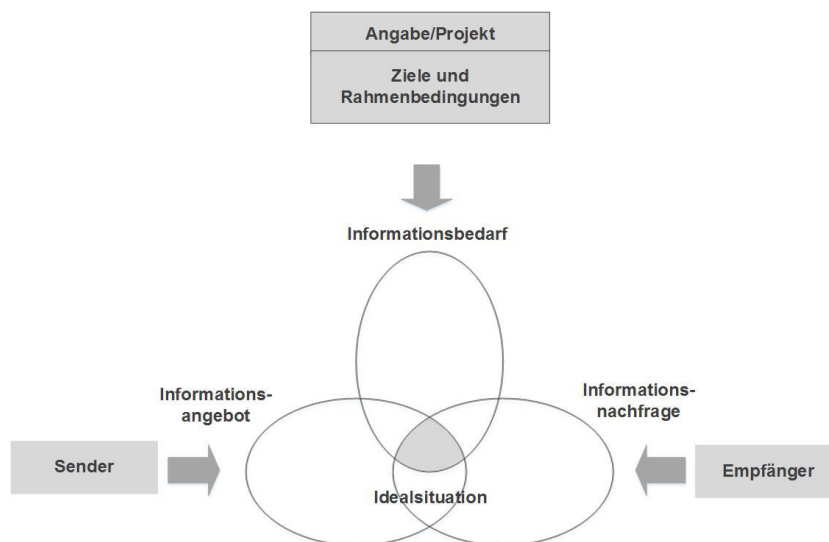 Angabe/Projekt
Ziele und
Rahmenbedingungen
Informationsbedarf
Informations-
angebot
Informations-
nachfrage
Sender
Empfänger
Idealsituation